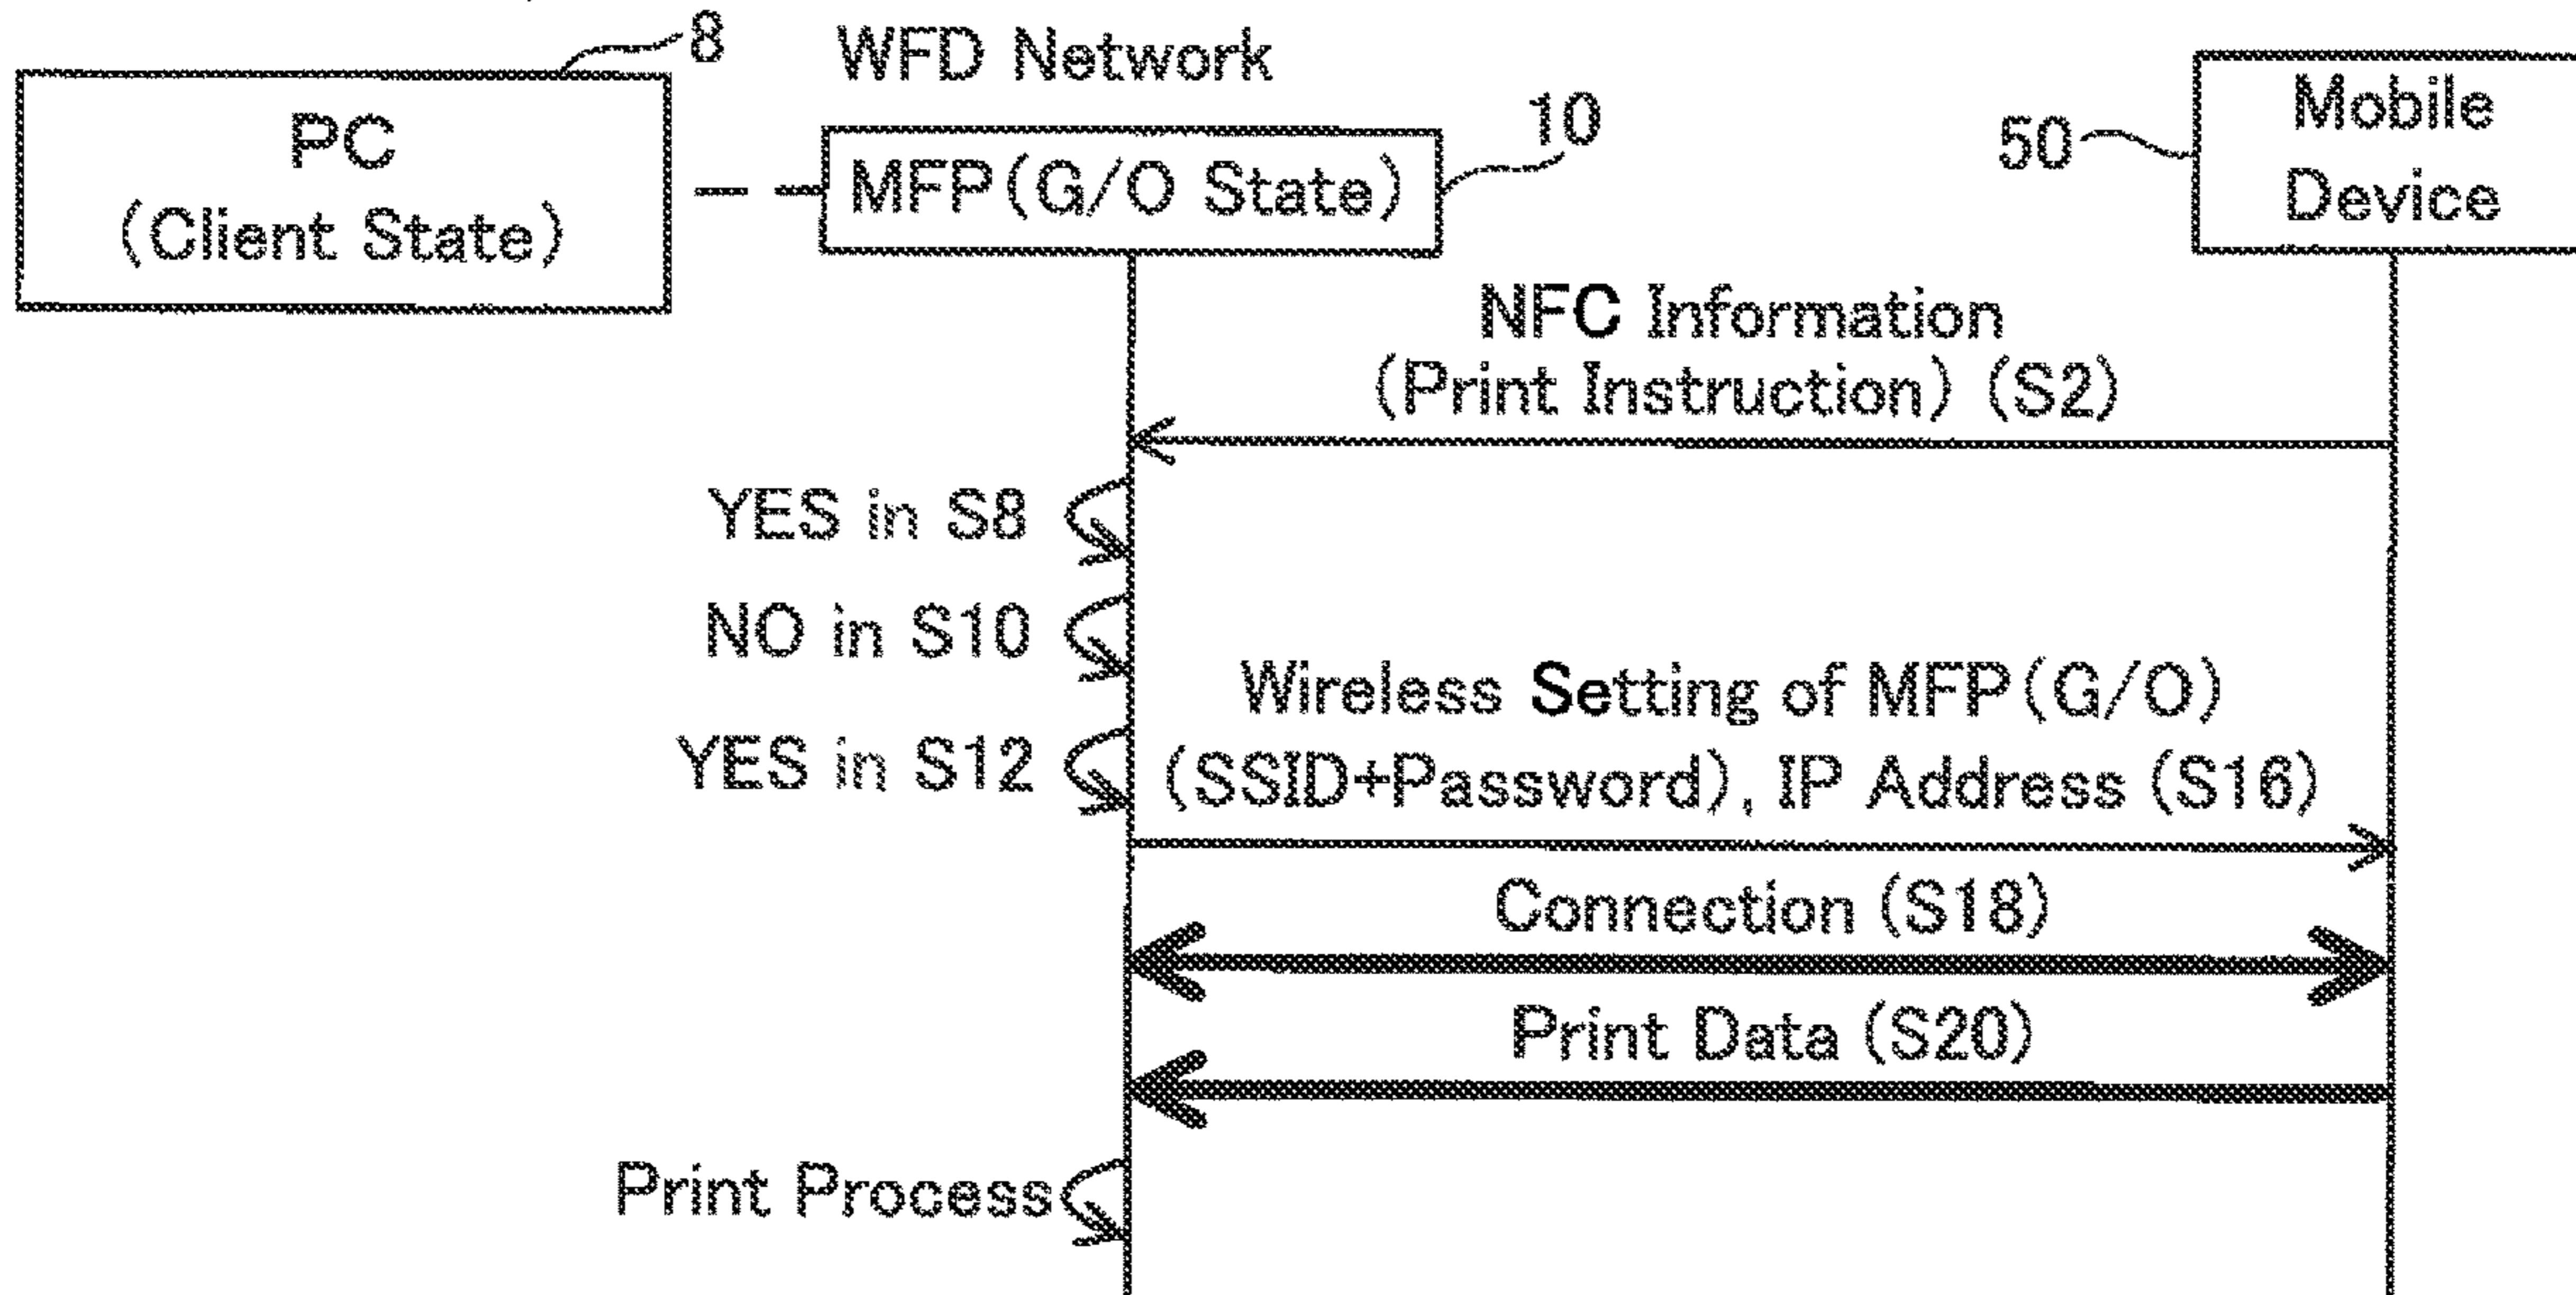 8
WFD Network
PC
(Client State)
MFP(G/O State)
10
50
Mobile
Device
NFC Information
(Print Instruction) (S2)
YES in S8
NO in S10
YES in S12
Wireless Setting of MFP(G/O)
(SSID+Password), IP Address (S16)
Connection (S18)
Print Data (S20)
Print Process